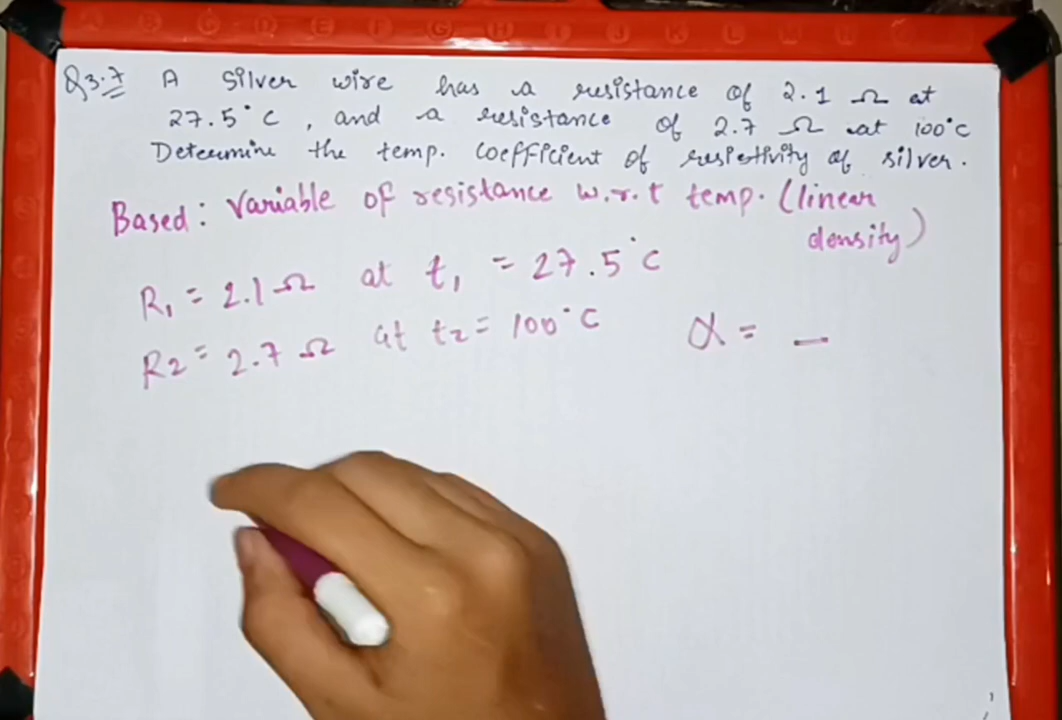 Q3.7 A Silver wire has a resistance of 2.1 Ω at
27.5°C, and a resistance of 2.7 Ω at 100°C
Determine the temp. coefficient of resistivity of silver.
Based: Variable of resistance w.r.t temp. (linear
density)
R₁ = 2.1 Ω at t₁ = 27.5°C
R2 = 2.7 Ω at t2 = 100°C α = _